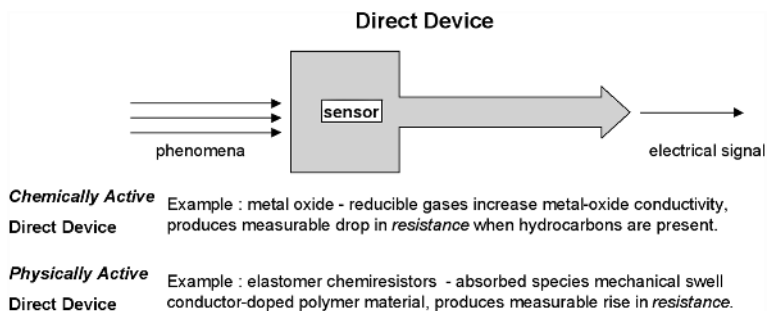 Direct Device
sensor
phenomena
electrical signal
Chemically Active
Direct Device
Example : metal oxide - reducible gases increase metal-oxide conductivity,
produces measurable drop in resistance when hydrocarbons are present.
Physically Active
Direct Device
Example : elastomer chemiresistors - absorbed species mechanical swell
conductor-doped polymer material, produces measurable rise in resistance.